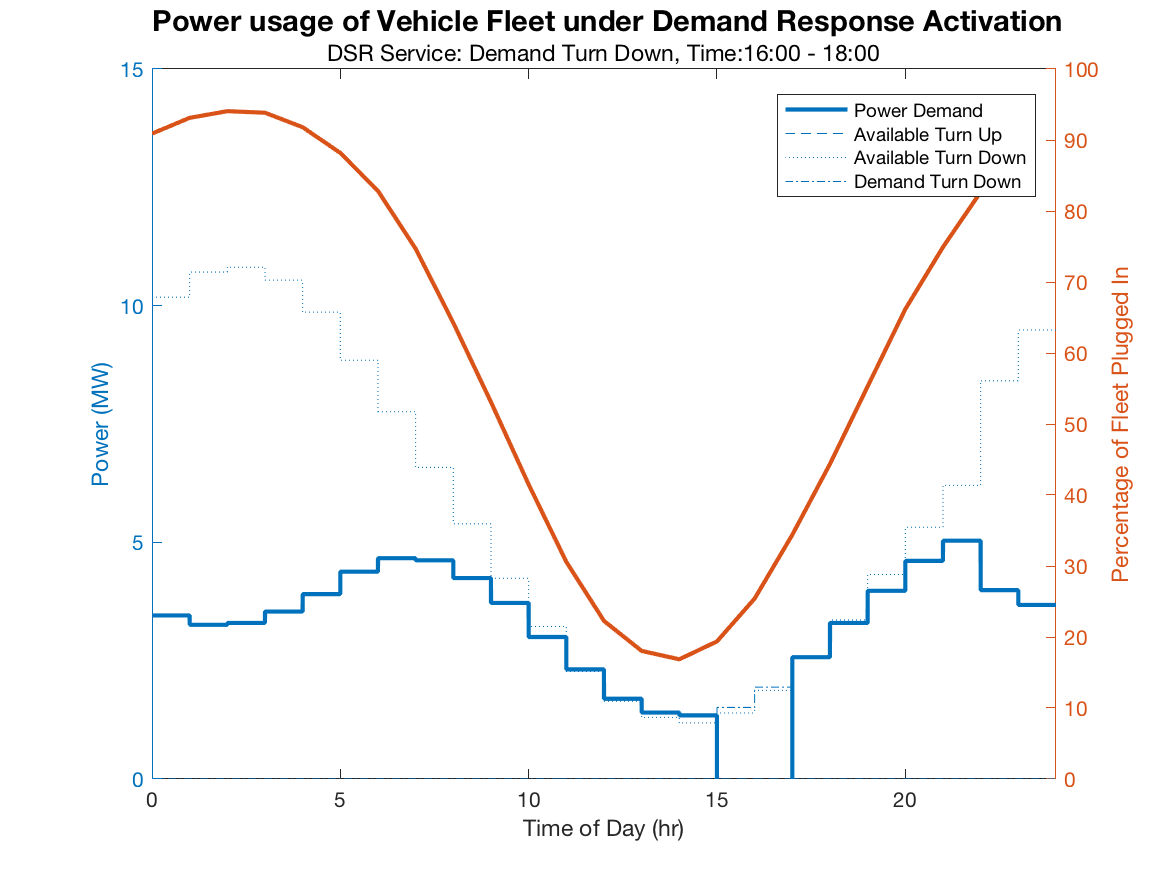 Power usage of Vehicle Fleet under Demand Response Activation
DSR Service: Demand Turn Down, Time:16:00 - 18:00
Power Demand
Available Turn Up
Available Turn Down
Demand Turn Down
15
10
5
0
Power (MW)
100
90
80
70
60
50
40
30
20
10
0
Percentage of Fleet Plugged In
0 5 10 15 20
Time of Day (hr)